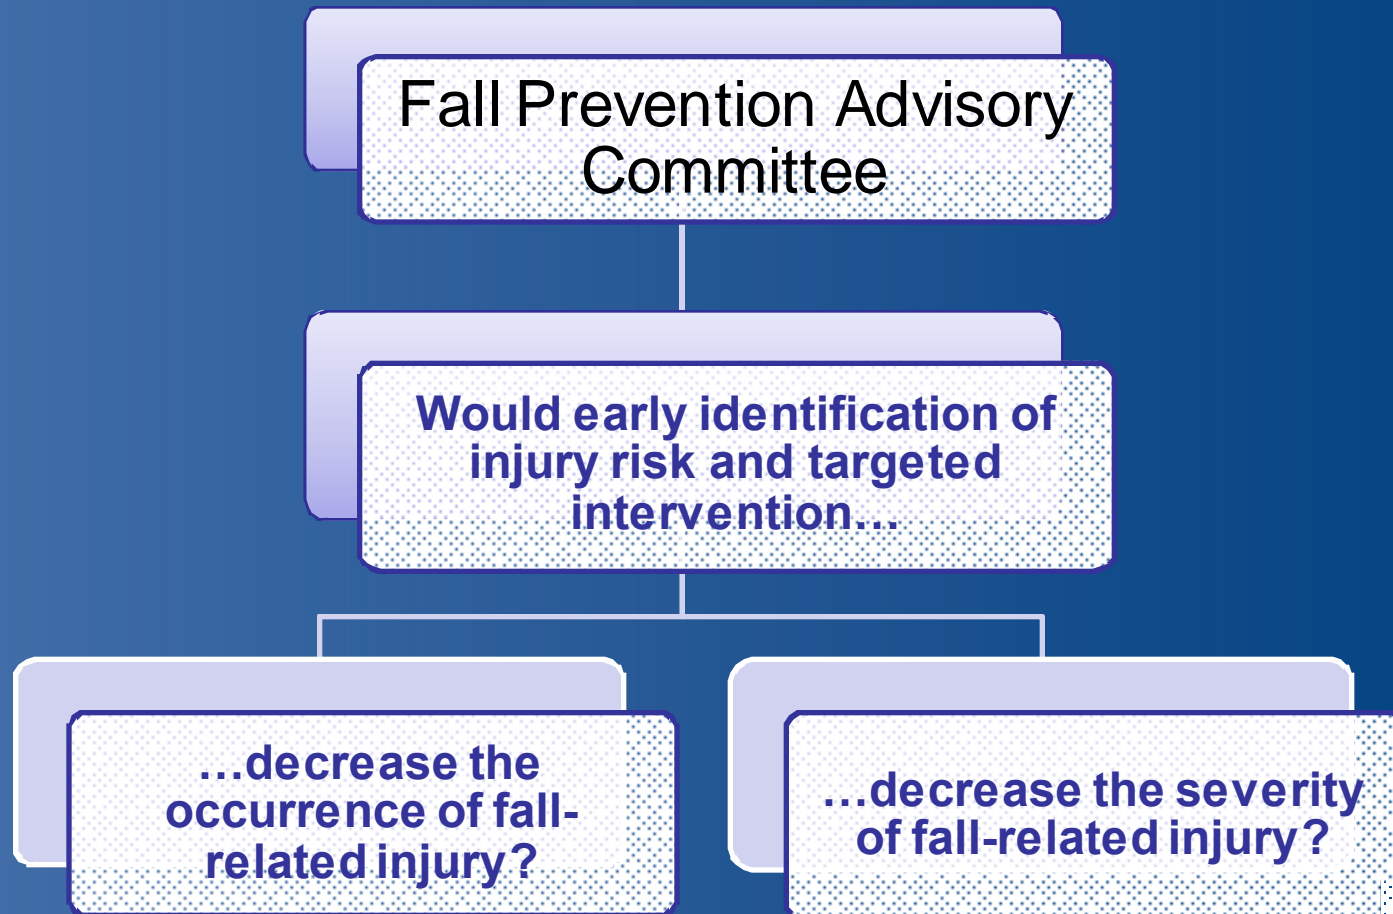 Fall Prevention Advisory
Committee
Would early identification of
injury risk and targeted
intervention…
…decrease the
occurrence of fall-
related injury?
…decrease the severity
of fall-related injury?